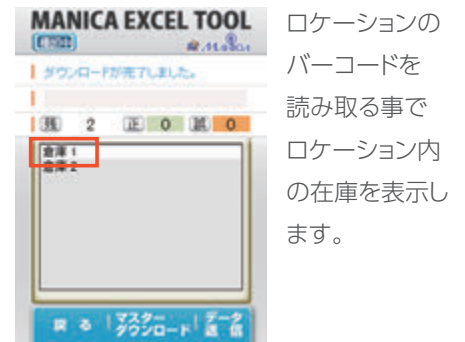 MANICA EXCEL TOOL
ダウンロードが完了しました。
残 2 正 0 誤 0
倉庫1
倉庫2
戻る マスターダウンロード データ送信
ロケーションの
バーコードを
読み取る事で
ロケーション内
の在庫を表示し
ます。